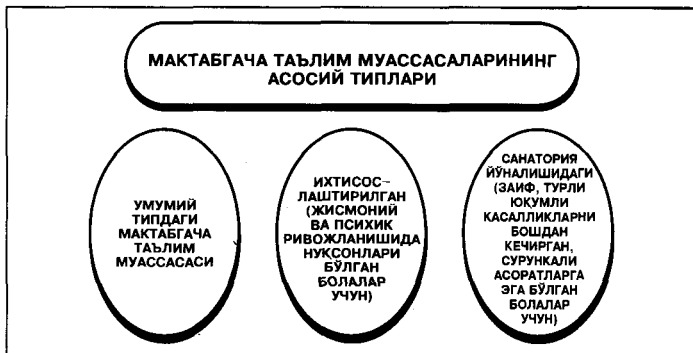 МАКТАБГАЧА ТАЪЛИМ МУАССАСАЛАРИНИНГ
АСОСИЙ ТИПЛАРИ
УМУМИЙ
ТИПДАГИ
МАКТАБГАЧА
ТАЪЛИМ
МУАССАСАСИ
ИХТИСОС-
ЛАШТИРИЛГАН
(ЖИСМОНИЙ
ВА ПСИХИК
РИВОЖЛАНИШИДА
НУҚСОНЛАРИ
БЎЛГАН
БОЛАЛАР
УЧУН)
САНАТОРИЯ
ЙЎНАЛИШИДАГИ
(ЗАИФ, ТУРЛИ
ЮҚУМЛИ
КАСАЛЛИКЛАРНИ
БОШДАН
КЕЧИРГАН,
СУРУНКАЛИ
АСОРАТЛАРГА
ЭГА БЎЛГАН
БОЛАЛАР
УЧУН)